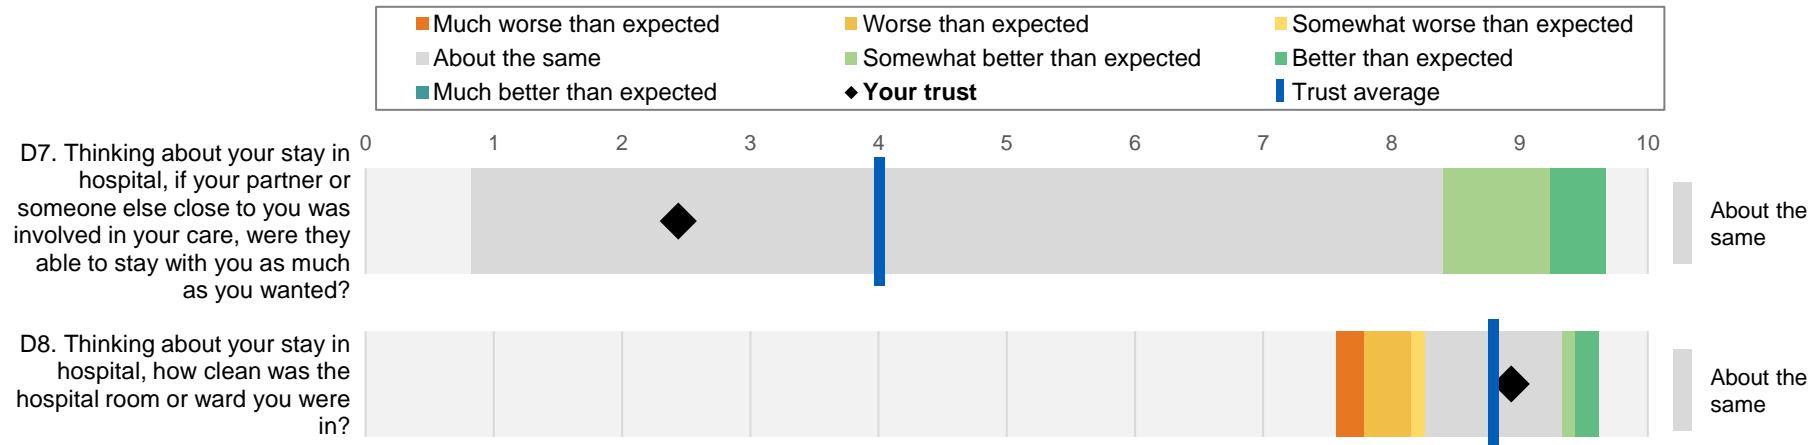 Much worse than expected
Worse than expected
Somewhat worse than expected
About the same
Somewhat better than expected
Better than expected
Much better than expected
Your trust
Trust average
0 1 2 3 4 5 6 7 8 9 10
D7. Thinking about your stay in
hospital, if your partner or
someone else close to you was
involved in your care, were they
able to stay with you as much
as you wanted?
About the
same
D8. Thinking about your stay in
hospital, how clean was the
hospital room or ward you were
in?
About the
same